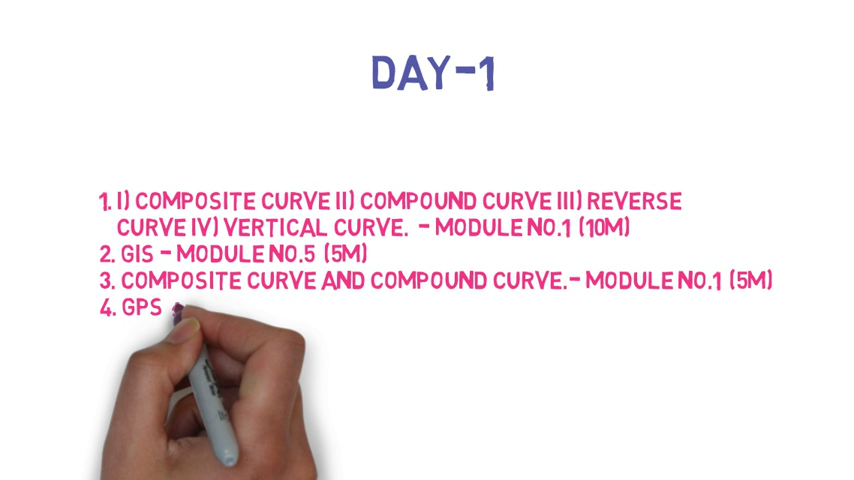 DAY-1
1. I) COMPOSITE CURVE II) COMPOUND CURVE III) REVERSE
CURVE IV) VERTICAL CURVE. - MODULE NO.1 (10M)
2. GIS - MODULE NO.5 (5M)
3. COMPOSITE CURVE AND COMPOUND CURVE.- MODULE NO.1 (5M)
4. GPS